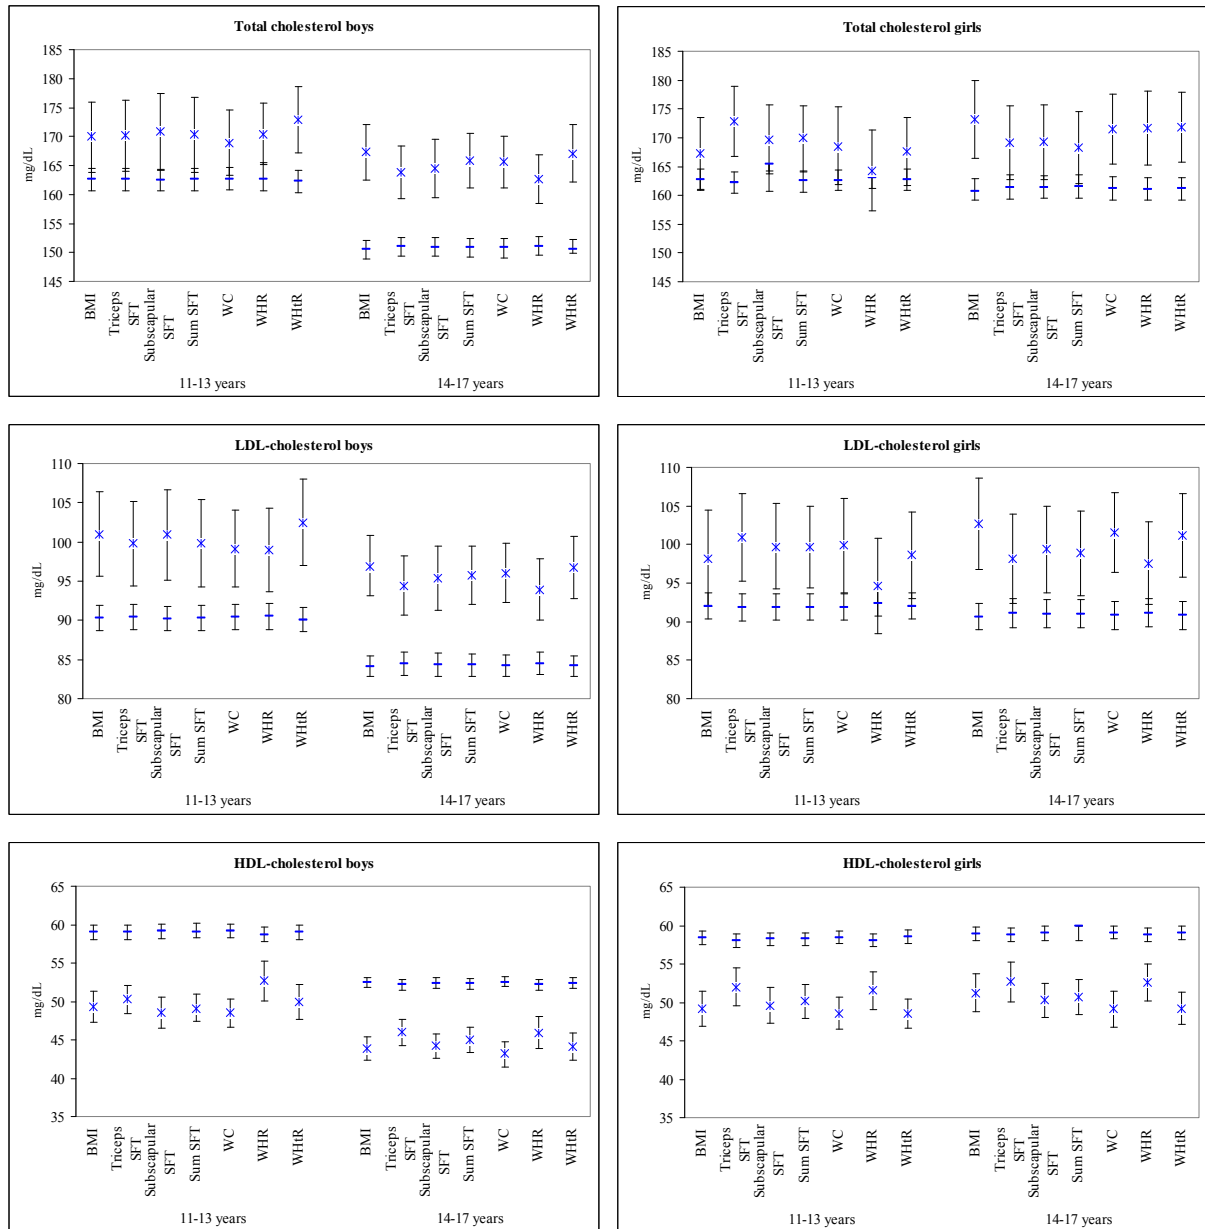 Total cholesterol boys
185
180
175
170
165
160
155
150
145
mg/dL
BMI
Triceps
SFT
Subscapular
SFT
Sum SFT
WC
WHR
WHtR
BMI
Triceps
SFT
Subscapular
SFT
Sum SFT
WC
WHR
WHtR
11-13 years
14-17 years
Total cholesterol girls
185
180
175
170
165
160
155
150
145
mg/dL
BMI
Triceps
SFT
Subscapular
SFT
Sum SFT
WC
WHR
WHtR
BMI
Triceps
SFT
Subscapular
SFT
Sum SFT
WC
WHR
WHtR
11-13 years
14-17 years
LDL-cholesterol boys
110
105
100
95
90
85
80
mg/dL
BMI
Triceps
SFT
Subscapular
SFT
Sum SFT
WC
WHR
WHtR
BMI
Triceps
SFT
Subscapular
SFT
Sum SFT
WC
WHR
WHtR
11-13 years
14-17 years
LDL-cholesterol girls
110
105
100
95
90
85
80
mg/dL
BMI
Triceps
SFT
Subscapular
SFT
Sum SFT
WC
WHR
WHtR
BMI
Triceps
SFT
Subscapular
SFT
Sum SFT
WC
WHR
WHtR
11-13 years
14-17 years
HDL-cholesterol boys
65
60
55
50
45
40
35
mg/dL
BMI
Triceps
SFT
Subscapular
SFT
Sum SFT
WC
WHR
WHtR
BMI
Triceps
SFT
Subscapular
SFT
Sum SFT
WC
WHR
WHtR
11-13 years
14-17 years
HDL-cholesterol girls
65
60
55
50
45
40
35
mg/dL
BMI
Triceps
SFT
Subscapular
SFT
Sum SFT
WC
WHR
WHtR
BMI
Triceps
SFT
Subscapular
SFT
Sum SFT
WC
WHR
WHtR
11-13 years
14-17 years